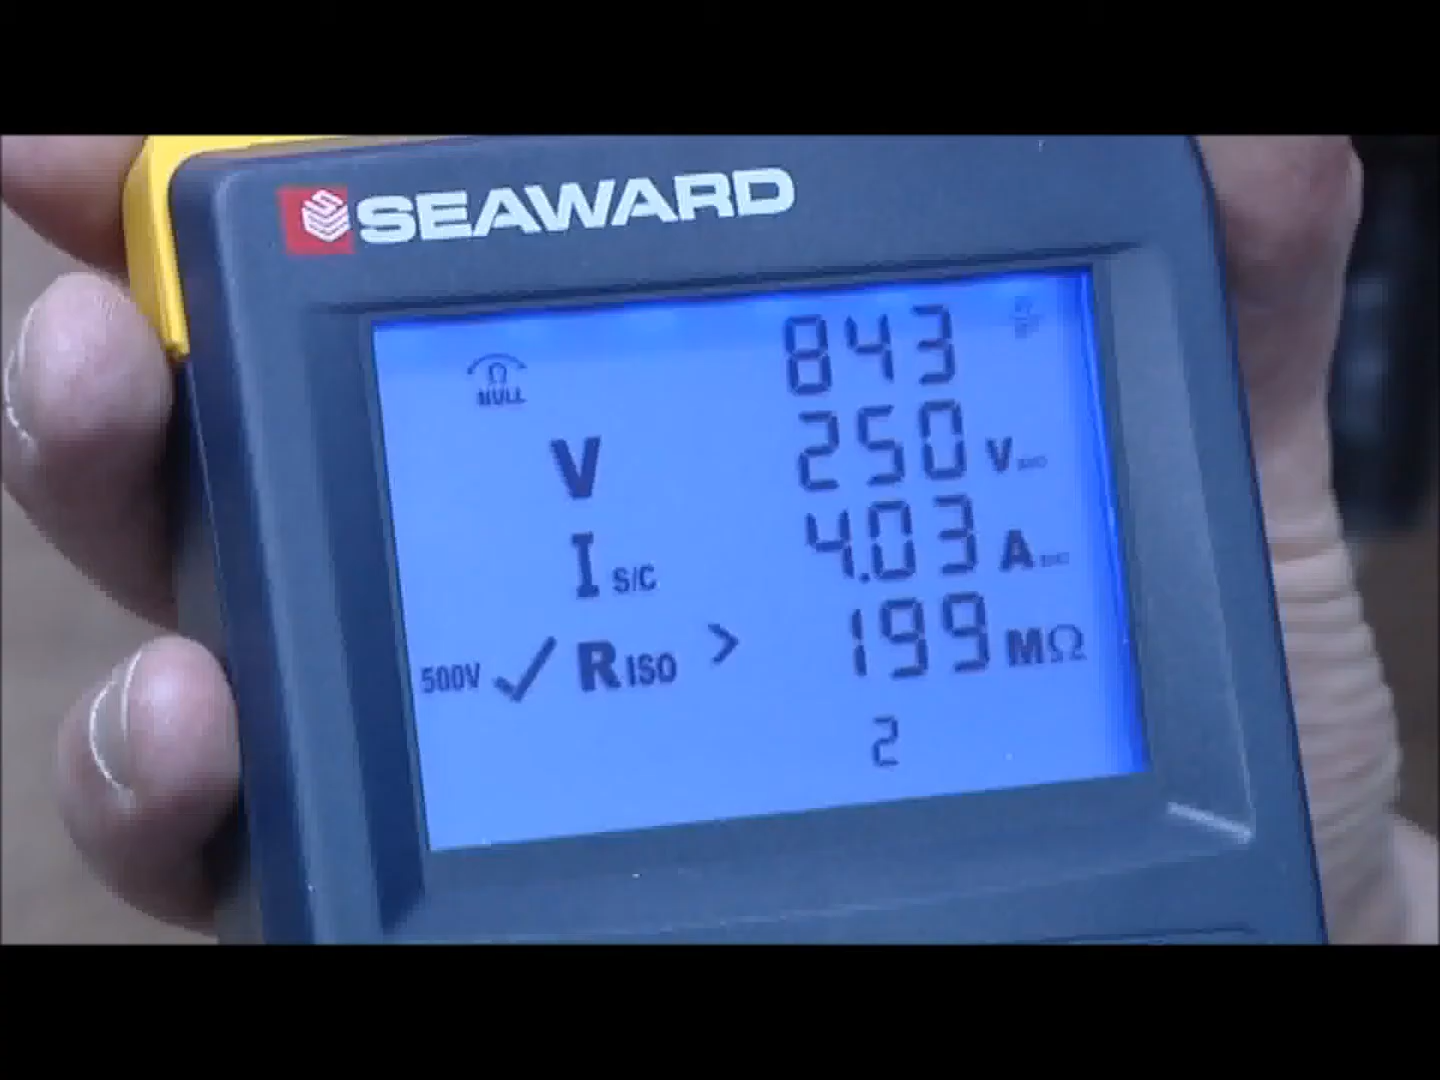 SEAWARD
Ω 843
NULL
V 250 V
I S/C 4.03 A
500V ✓ RISO > 199 MΩ
2